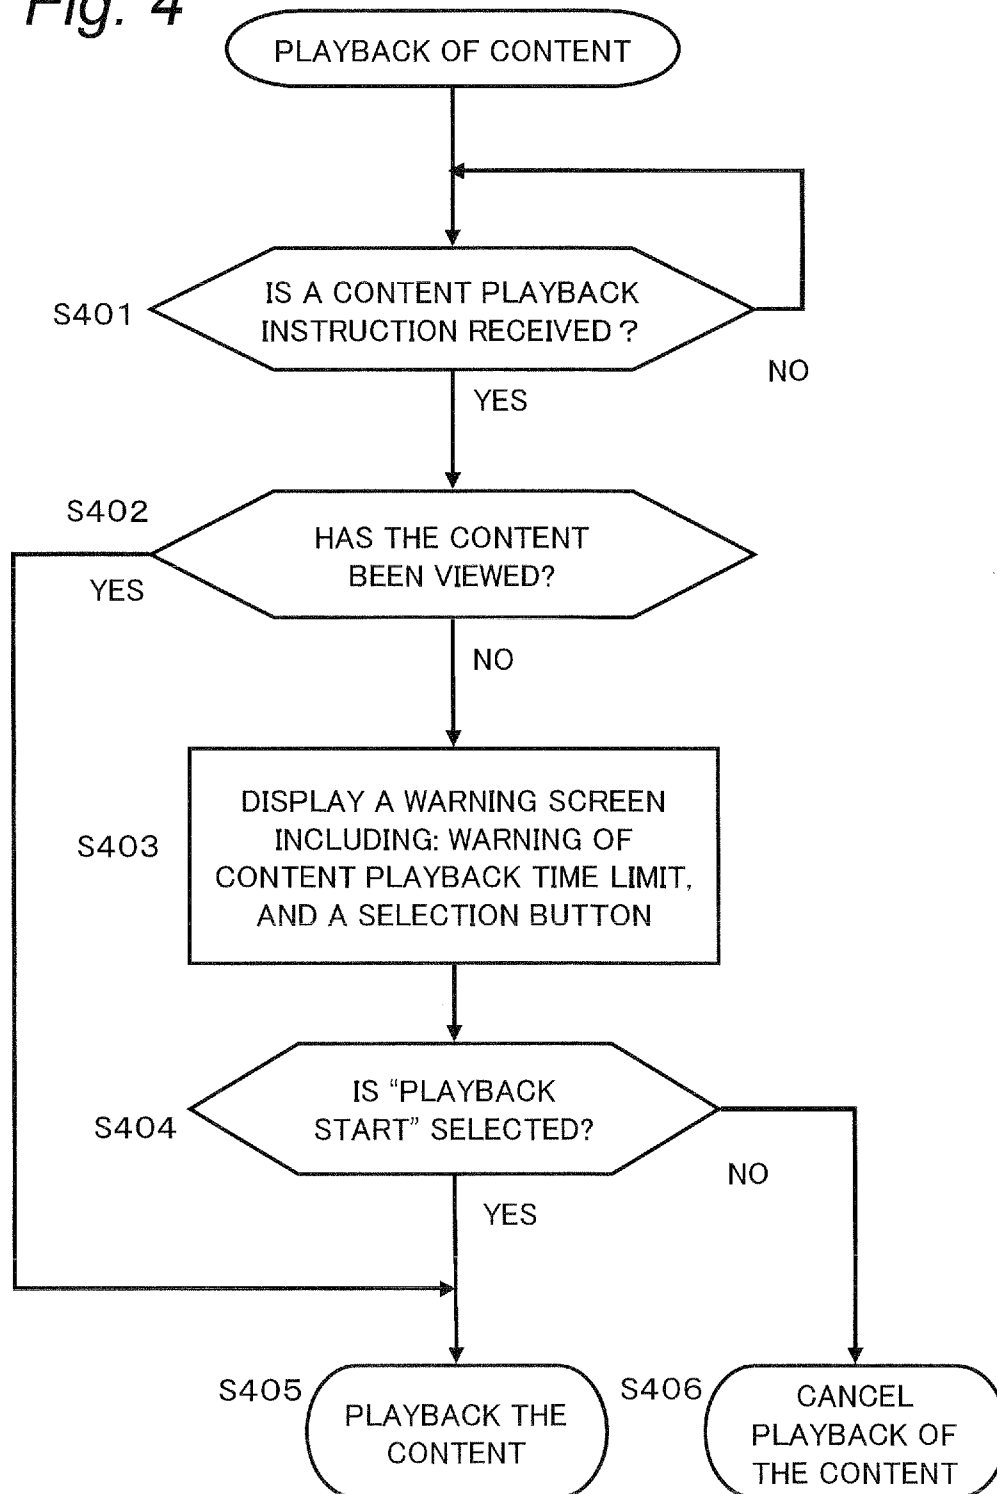 Fig. 4
PLAYBACK OF CONTENT
S401
IS A CONTENT PLAYBACK
INSTRUCTION RECEIVED?
NO
YES
S402
HAS THE CONTENT
BEEN VIEWED?
YES
NO
S403
DISPLAY A WARNING SCREEN
INCLUDING: WARNING OF
CONTENT PLAYBACK TIME LIMIT,
AND A SELECTION BUTTON
S404
IS “PLAYBACK
START” SELECTED?
NO
YES
S405
PLAYBACK THE
CONTENT
S406
CANCEL
PLAYBACK OF
THE CONTENT